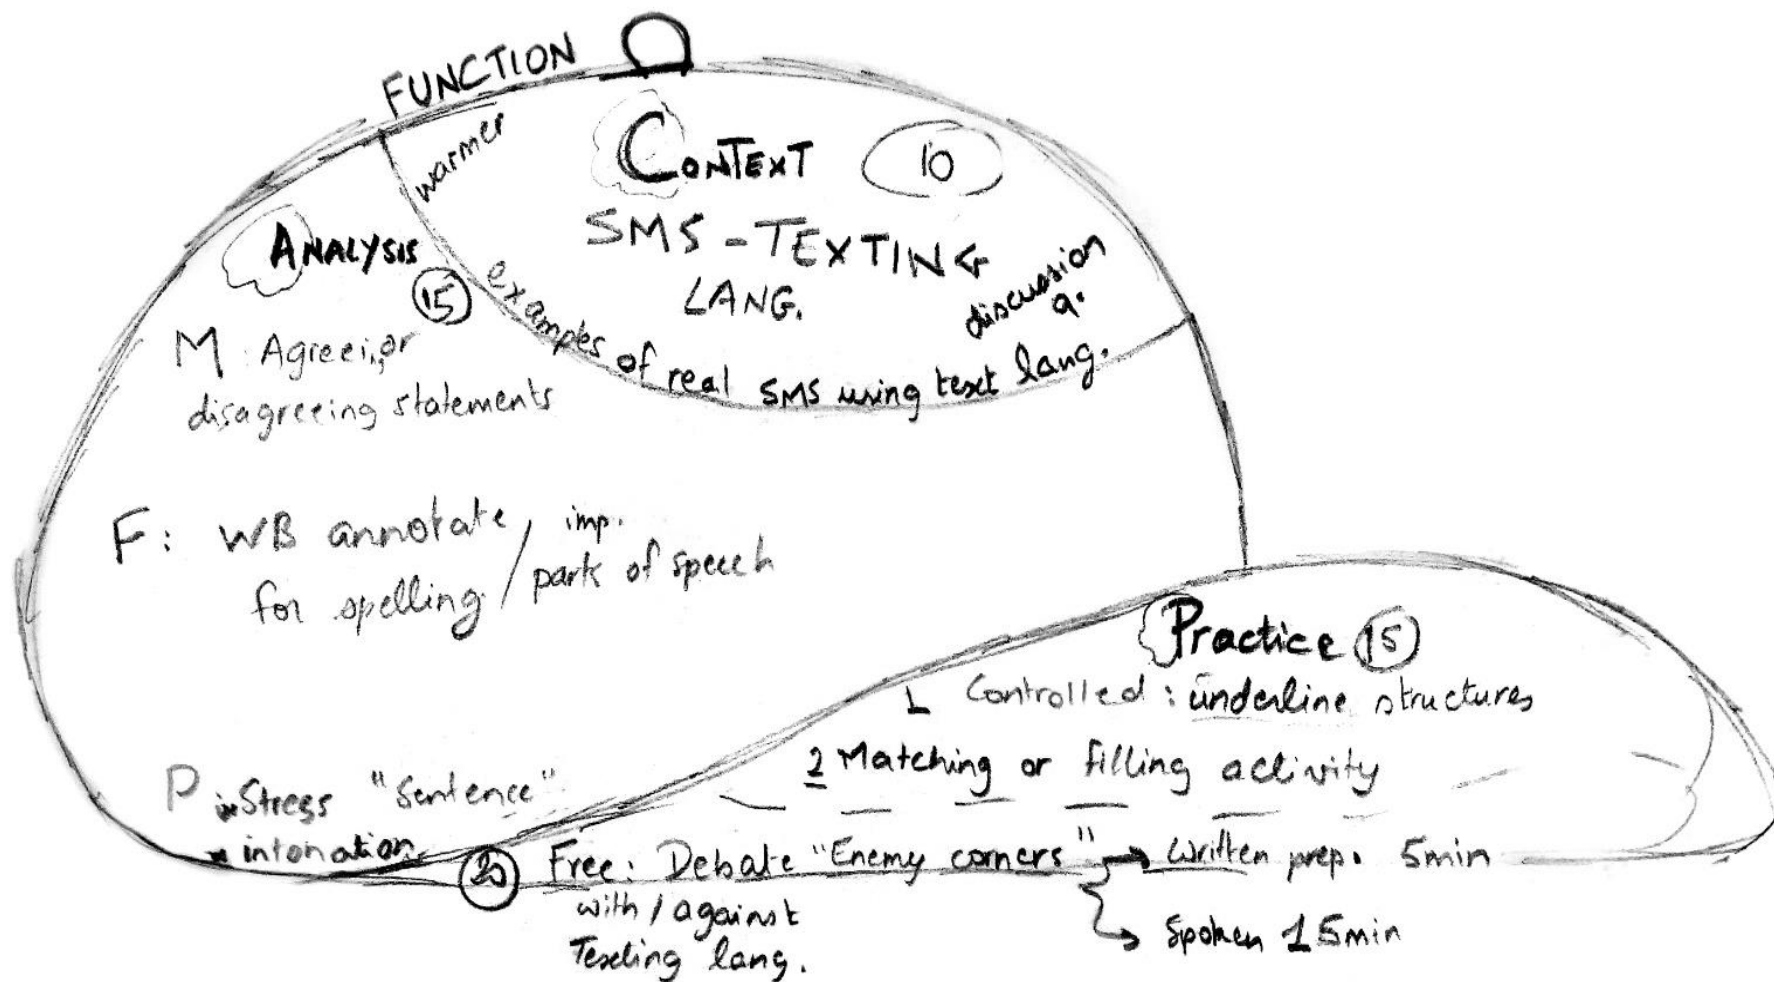 FUNCTION
warmer
CONTEXT 10
SMS - TEXTING
LANG.
discussion
q.
examples of real SMS using text lang.
ANALYSIS
15
M: Agreeing or
disagreeing statements
F: WB annotate / imp.
for spelling. / parts of speech
P * Stress "Sentence"
* intonation.
Practice 15
1 Controlled: underline structures
2 Matching or filling activity
20 Free: Debate "Enemy corners" → written prep. 5min
with / against
Texting lang.
→ Spoken 15min